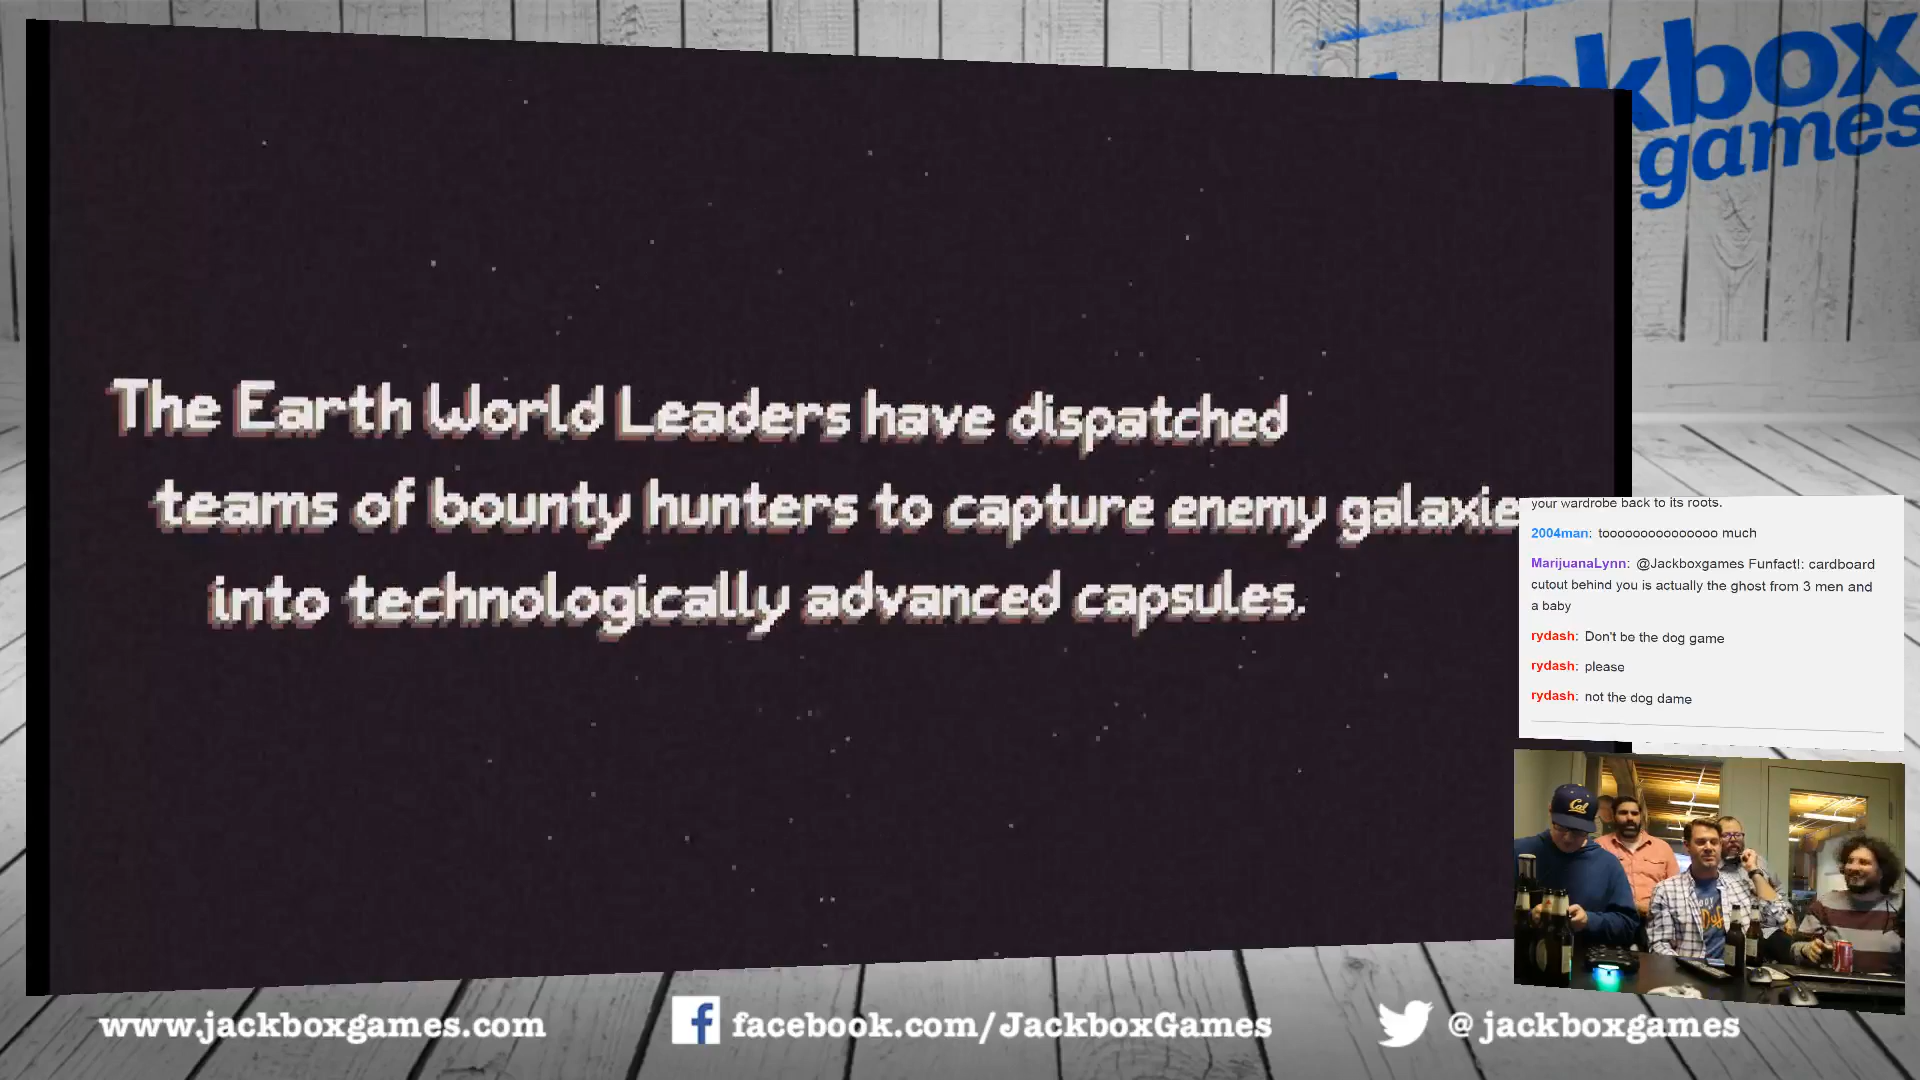 ckbox
games
The Earth World Leaders have dispatched
teams of bounty hunters to capture enemy galaxie
into technologically advanced capsules.
your wardrobe back to its roots.
2004man: tooooooooooooooo much
MarijuanaLynn: @Jackboxgames Funfact!: cardboard
cutout behind you is actually the ghost from 3 men and
a baby
rydash: Don't be the dog game
rydash: please
rydash: not the dog dame
Cal
www.jackboxgames.com
facebook.com/JackboxGames
@jackboxgames